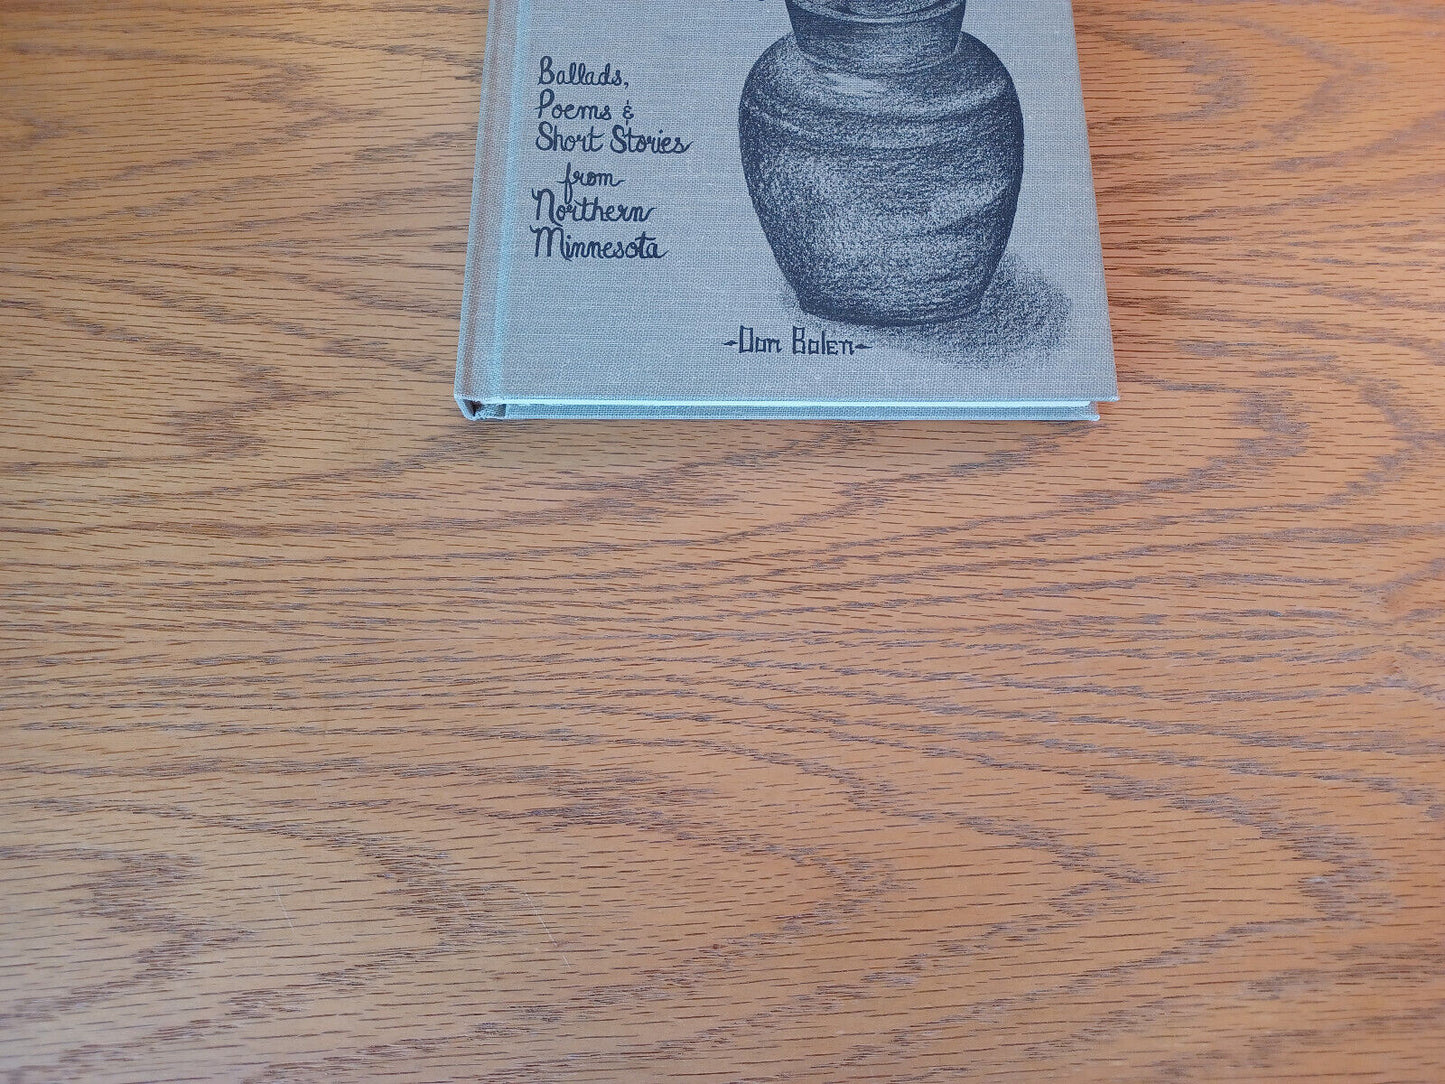 Ballads,
Poems &
Short Stories
from
Northern
Minnesota
-Don Bolen-